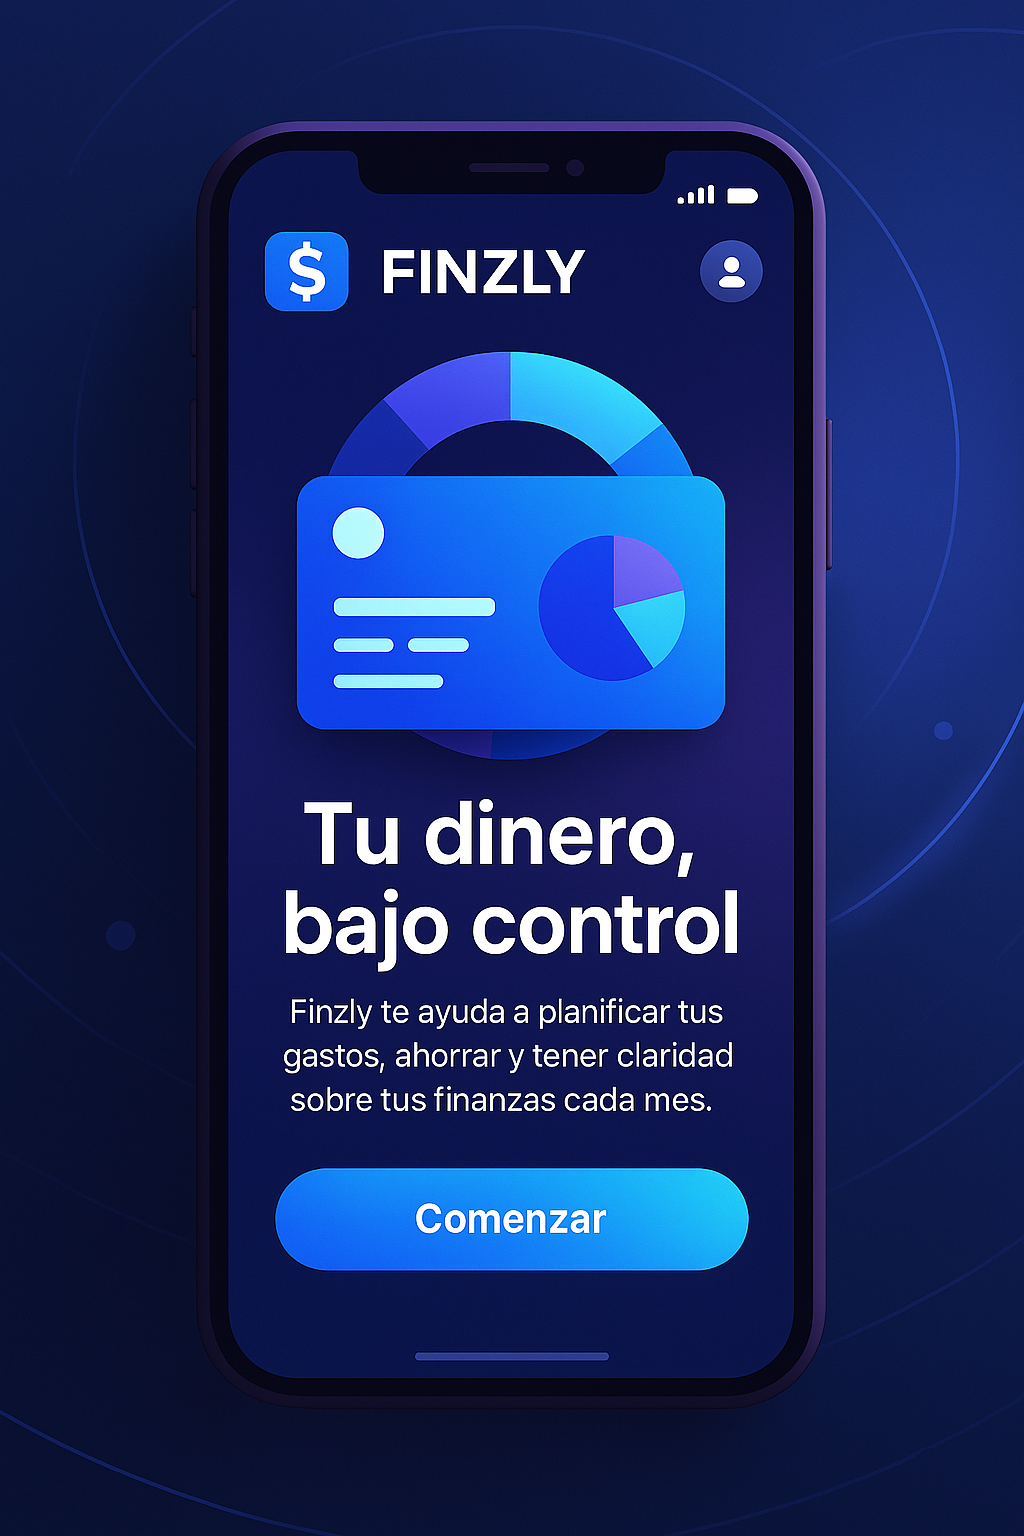 $ FINZLY
Tu dinero,
bajo control
Finzly te ayuda a planificar tus
gastos, ahorrar y tener claridad
sobre tus finanzas cada mes.
Comenzar